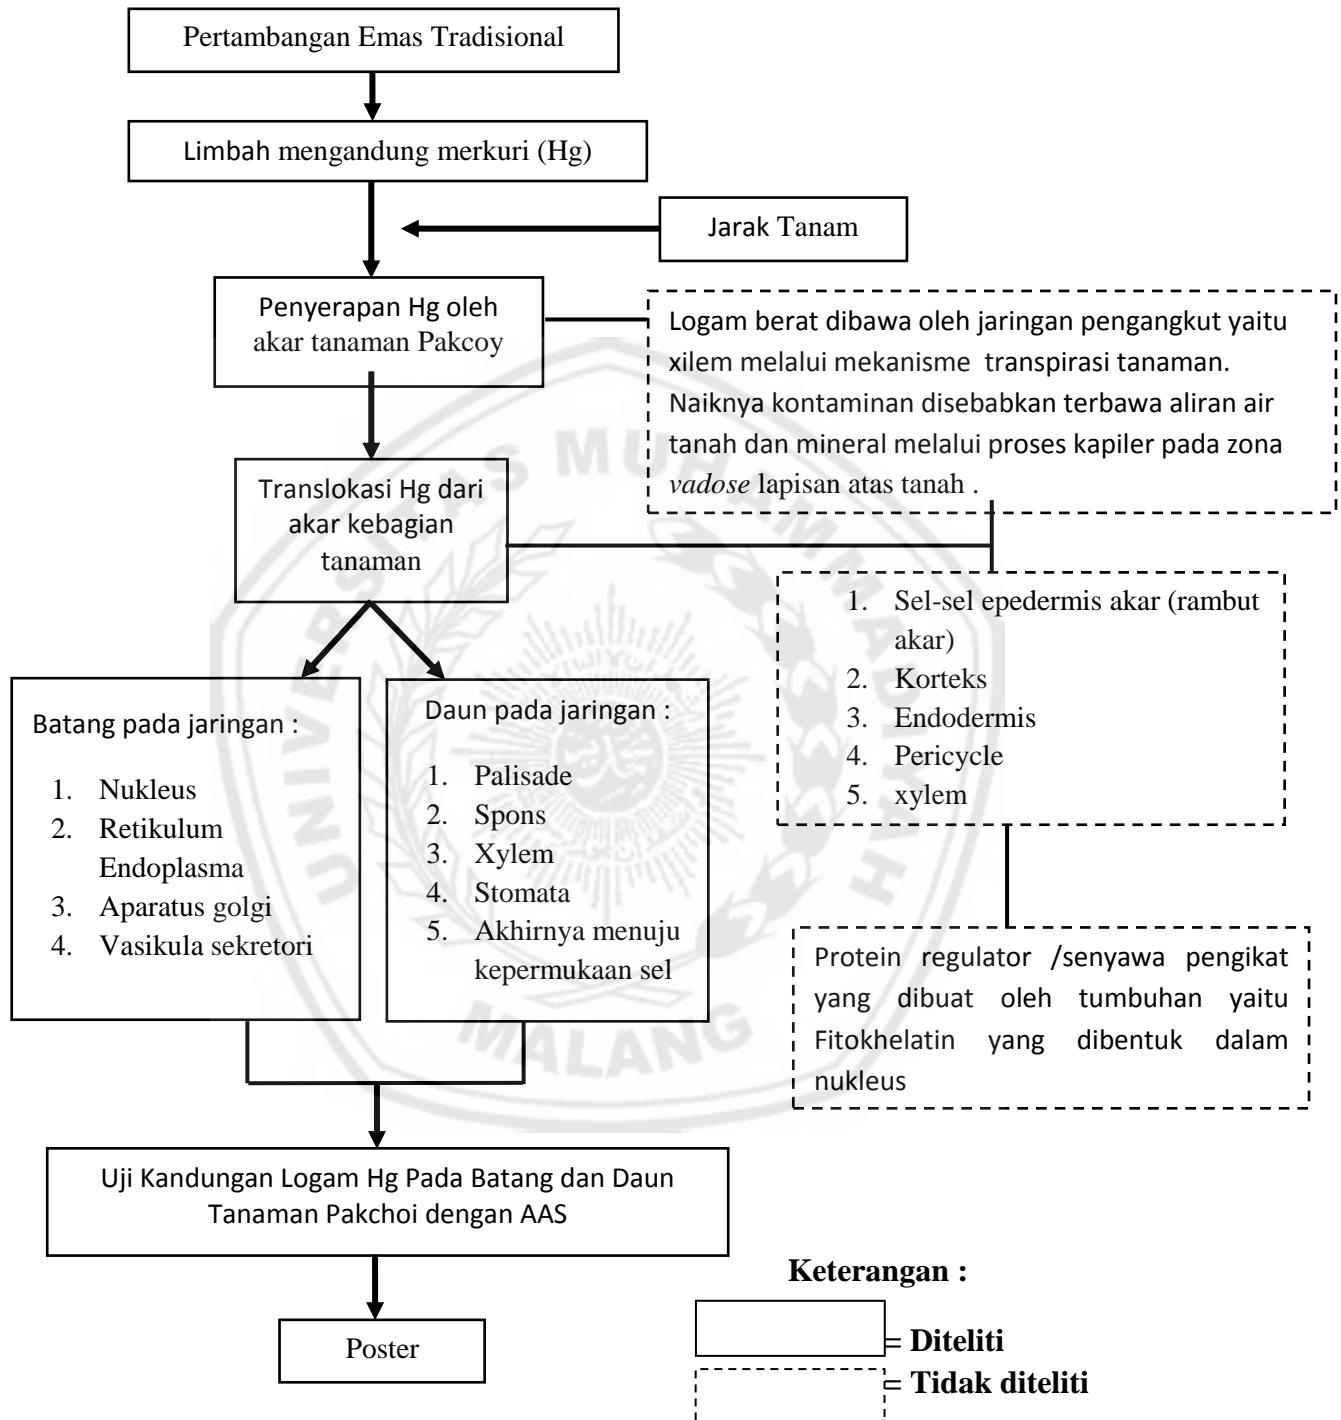 Pertambangan Emas Tradisional
Limbah mengandung merkuri (Hg)
Jarak Tanam
Penyerapan Hg oleh
akar tanaman Pakcoy
Logam berat dibawa oleh jaringan pengangkut yaitu
xilem melalui mekanisme transpirasi tanaman.
Naiknya kontaminan disebabkan terbawa aliran air
tanah dan mineral melalui proses kapiler pada zona
vadose lapisan atas tanah .
Translokasi Hg dari
akar kebagian
tanaman
1. Sel-sel epedermis akar (rambut
akar)
2. Korteks
3. Endodermis
4. Pericycle
5. xylem
Batang pada jaringan :
1. Nukleus
2. Retikulum
Endoplasma
3. Aparatus golgi
4. Vasikula sekretori
Daun pada jaringan :
1. Palisade
2. Spons
3. Xylem
4. Stomata
5. Akhirnya menuju
kepermukaan sel
Protein regulator /senyawa pengikat
yang dibuat oleh tumbuhan yaitu
Fitokhelatin yang dibentuk dalam
nukleus
Uji Kandungan Logam Hg Pada Batang dan Daun
Tanaman Pakchoi dengan AAS
Poster
Keterangan :
= Diteliti
= Tidak diteliti
UNIVERSITAS MUHAMMADIYAH
MALANG